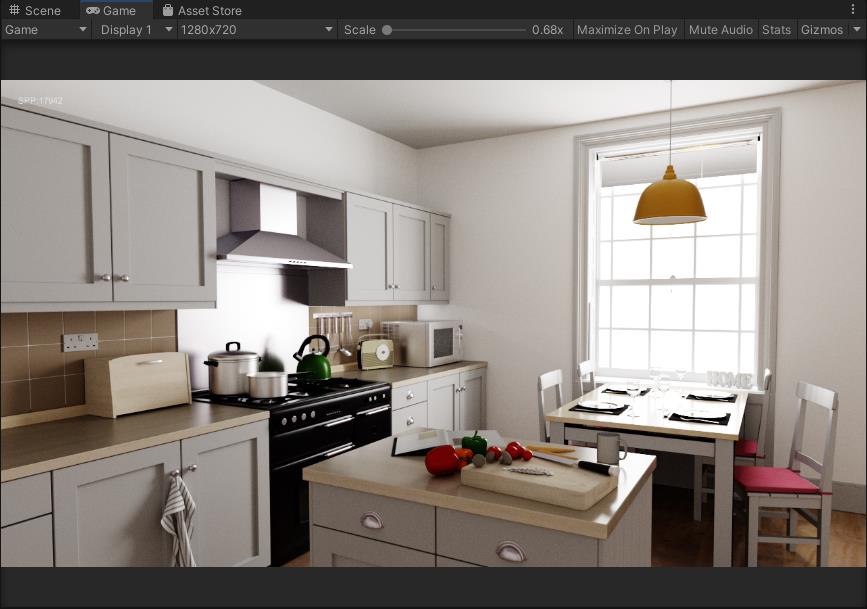 Scene Game Asset Store
Game Display 1 1280x720 Scale 0.68x Maximize On Play Mute Audio Stats Gizmos
SPP:17942
HOME